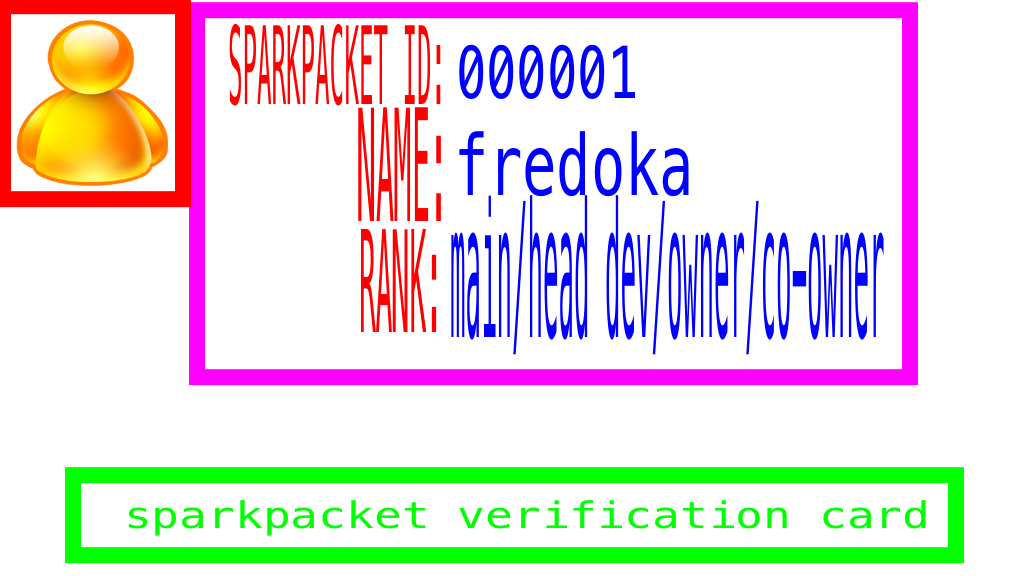 SPARKPACKET ID: 000001
NAME: fredoka
RANK: main/head dev/owner/co-owner
sparkpacket verification card